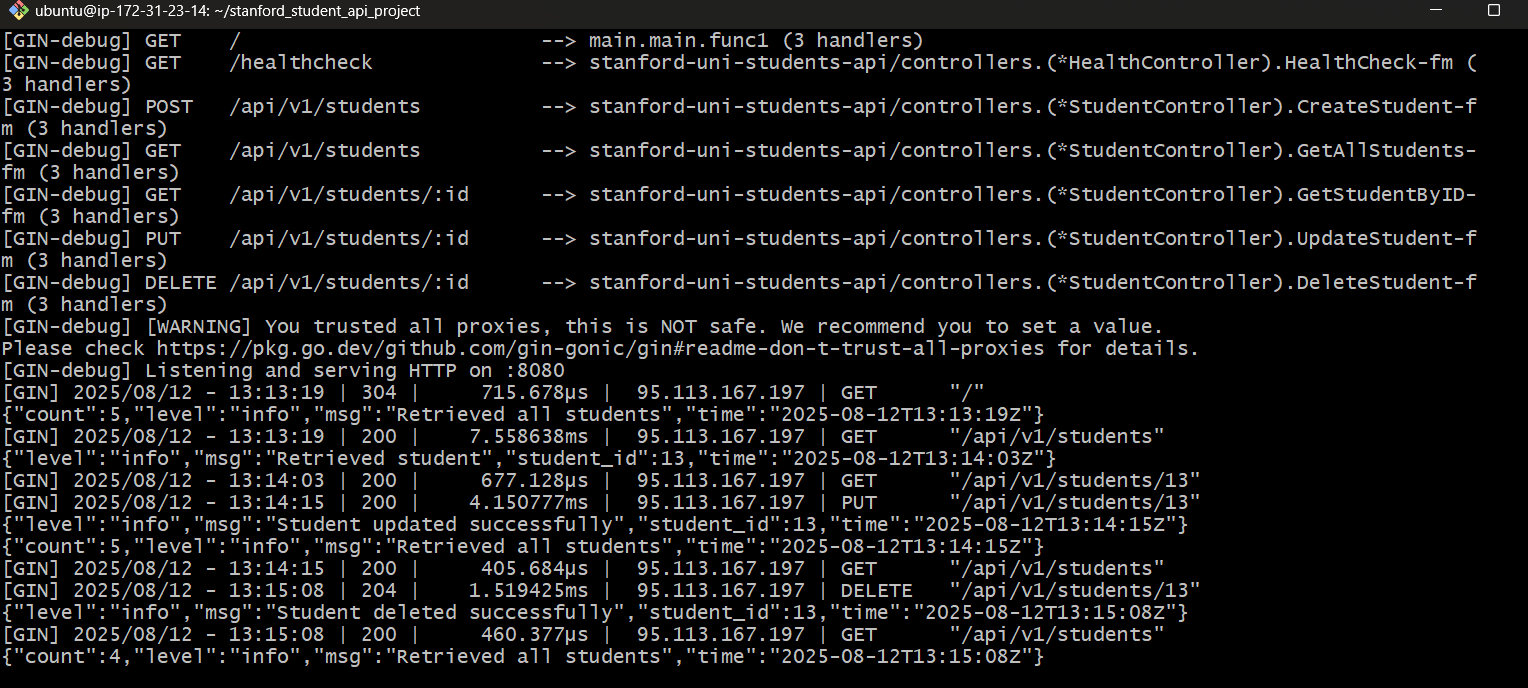 ubuntu@ip-172-31-23-14: ~/stanford_student_api_project
[GIN-debug] GET    /                         --> main.main.func1 (3 handlers)
[GIN-debug] GET    /healthcheck              --> stanford-uni-students-api/controllers.(*HealthController).HealthCheck-fm (
3 handlers)
[GIN-debug] POST   /api/v1/students          --> stanford-uni-students-api/controllers.(*StudentController).CreateStudent-f
m (3 handlers)
[GIN-debug] GET    /api/v1/students          --> stanford-uni-students-api/controllers.(*StudentController).GetAllStudents-
fm (3 handlers)
[GIN-debug] GET    /api/v1/students/:id      --> stanford-uni-students-api/controllers.(*StudentController).GetStudentByID-
fm (3 handlers)
[GIN-debug] PUT    /api/v1/students/:id      --> stanford-uni-students-api/controllers.(*StudentController).UpdateStudent-f
m (3 handlers)
[GIN-debug] DELETE /api/v1/students/:id      --> stanford-uni-students-api/controllers.(*StudentController).DeleteStudent-f
m (3 handlers)
[GIN-debug] [WARNING] You trusted all proxies, this is NOT safe. We recommend you to set a value.
Please check https://pkg.go.dev/github.com/gin-gonic/gin#readme-don-t-trust-all-proxies for details.
[GIN-debug] Listening and serving HTTP on :8080
[GIN] 2025/08/12 - 13:13:19 | 304 |     715.678µs |  95.113.167.197 | GET      "/"
{"count":5,"level":"info","msg":"Retrieved all students","time":"2025-08-12T13:13:19Z"}
[GIN] 2025/08/12 - 13:13:19 | 200 |    7.558638ms |  95.113.167.197 | GET      "/api/v1/students"
{"level":"info","msg":"Retrieved student","student_id":13,"time":"2025-08-12T13:14:03Z"}
[GIN] 2025/08/12 - 13:14:03 | 200 |     677.128µs |  95.113.167.197 | GET      "/api/v1/students/13"
[GIN] 2025/08/12 - 13:14:15 | 200 |    4.150777ms |  95.113.167.197 | PUT      "/api/v1/students/13"
{"level":"info","msg":"Student updated successfully","student_id":13,"time":"2025-08-12T13:14:15Z"}
{"count":5,"level":"info","msg":"Retrieved all students","time":"2025-08-12T13:14:15Z"}
[GIN] 2025/08/12 - 13:14:15 | 200 |     405.684µs |  95.113.167.197 | GET      "/api/v1/students"
[GIN] 2025/08/12 - 13:15:08 | 204 |    1.519425ms |  95.113.167.197 | DELETE   "/api/v1/students/13"
{"level":"info","msg":"Student deleted successfully","student_id":13,"time":"2025-08-12T13:15:08Z"}
[GIN] 2025/08/12 - 13:15:08 | 200 |     460.377µs |  95.113.167.197 | GET      "/api/v1/students"
{"count":4,"level":"info","msg":"Retrieved all students","time":"2025-08-12T13:15:08Z"}